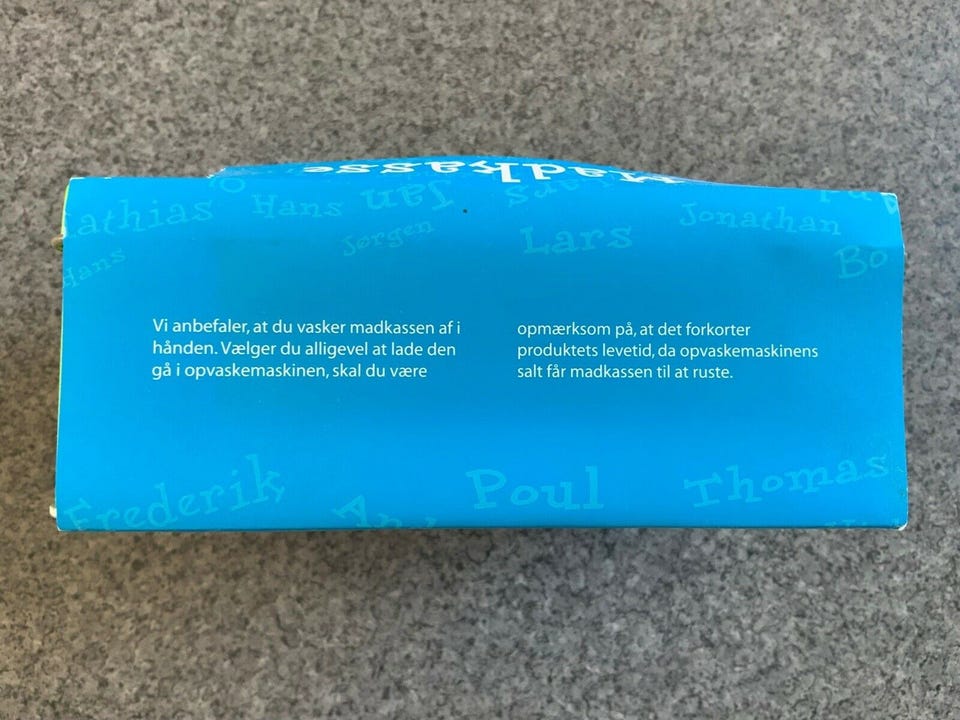 Madkasse
Hans
Jan
Lars
Jonathan
Jørgen
Lars
Hans
Bo
Vi anbefaler, at du vasker madkassen af i
hånden. Vælger du alligevel at lade den
gå i opvaskemaskinen, skal du være
opmærksom på, at det forkorter
produktets levetid, da opvaskemaskinens
salt får madkassen til at ruste.
Frederik
Poul
Thomas